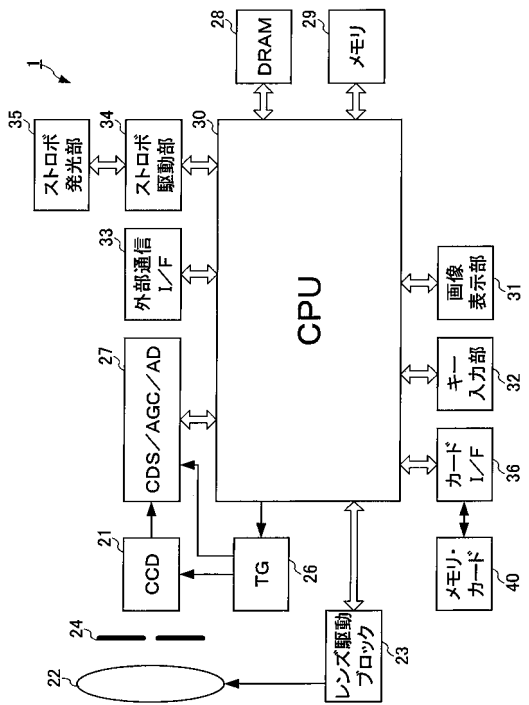 1
35
ストロボ
発光部
34
ストロボ
駆動部
33
外部通信
I／F
27
CDS／AGC／AD
21
CCD
24
22
TG
26
30
CPU
28
DRAM
29
メモリ
レンズ駆動
ブロック
23
メモリ・
カード
40
カード
I／F
36
キー
入力部
32
画像
表示部
31